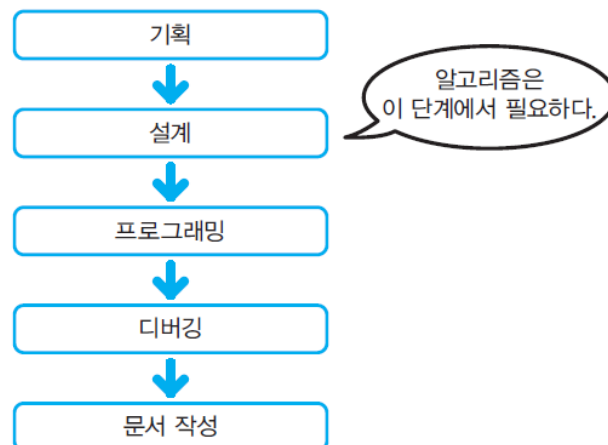 기획
알고리즘은
이 단계에서 필요하다.
설계
프로그래밍
디버깅
문서 작성